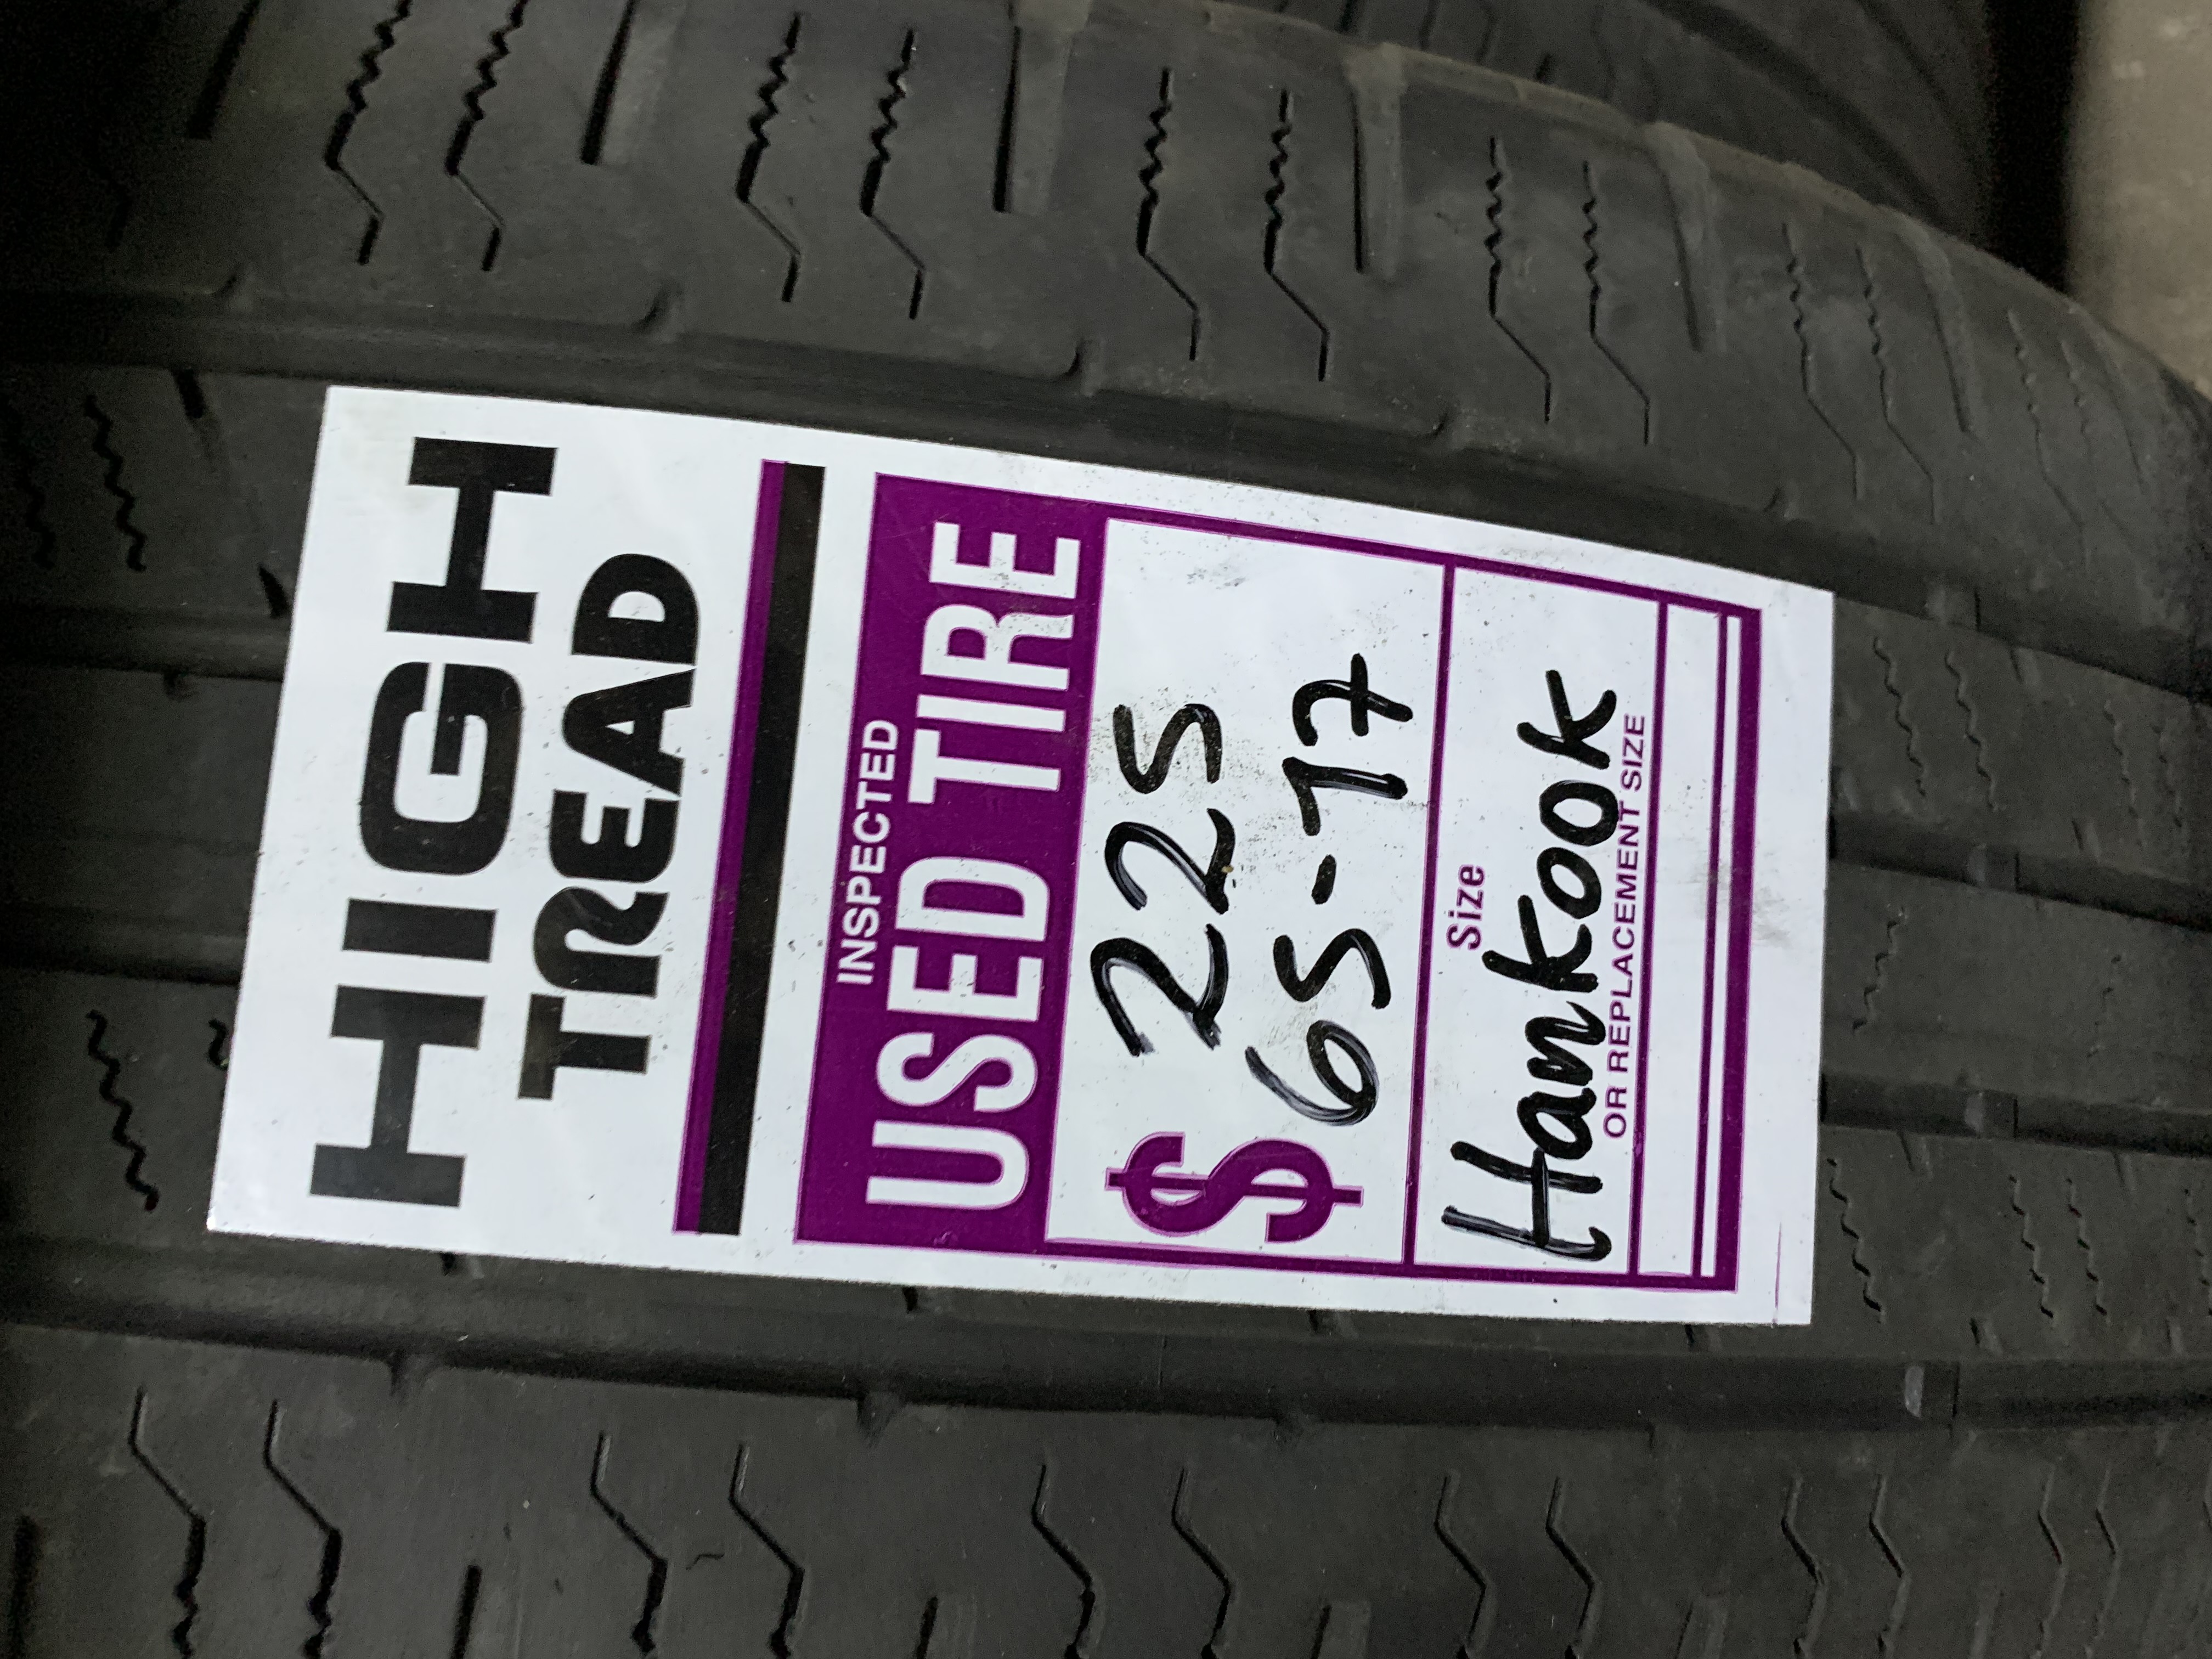 HIGH
TREAD
INSPECTED
USED TIRE
$ 225
65-17
Size
Hankook
OR REPLACEMENT SIZE